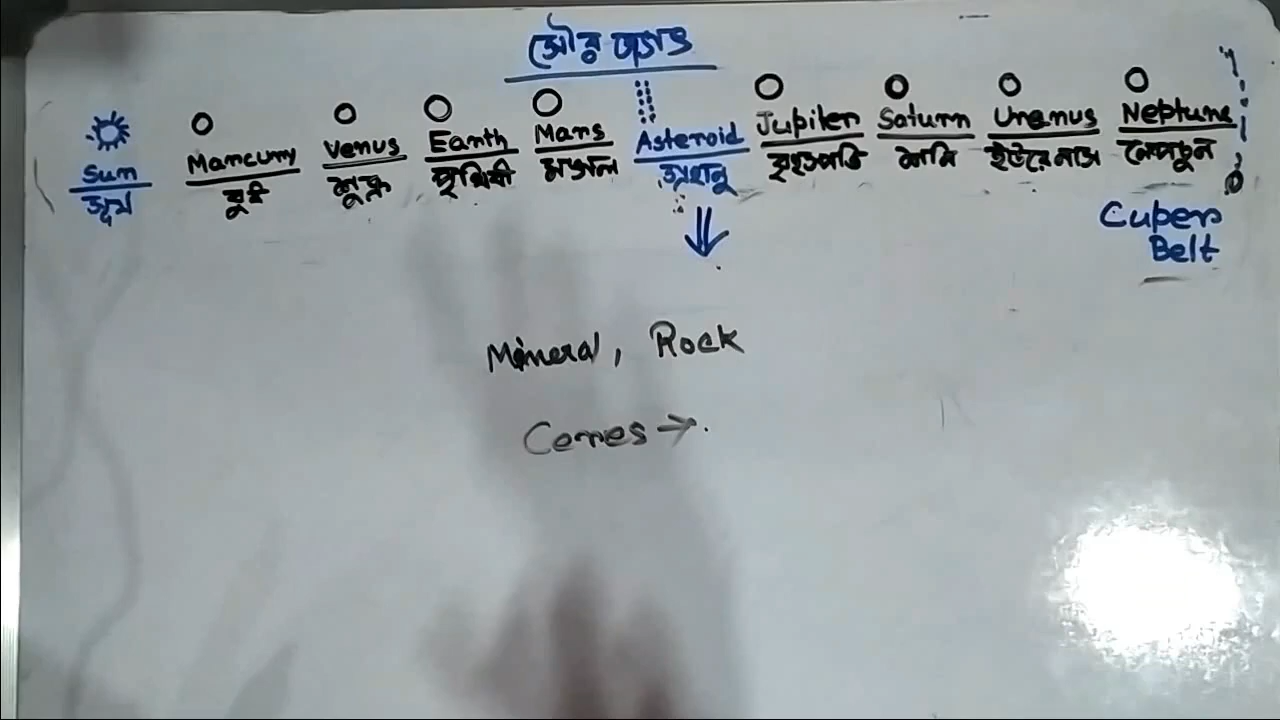 সৌর জগৎ
Sun Mercury Venus Earth Mars Asteroid Jupiter Saturn Uranus Neptune
সূর্য বুধ শুক্র পৃথিবী মঙ্গল গ্রহানু বৃহস্পতি শনি ইউরেনাস নেপচুন
Cuper
Belt
Mineral, Rock
Ceres →